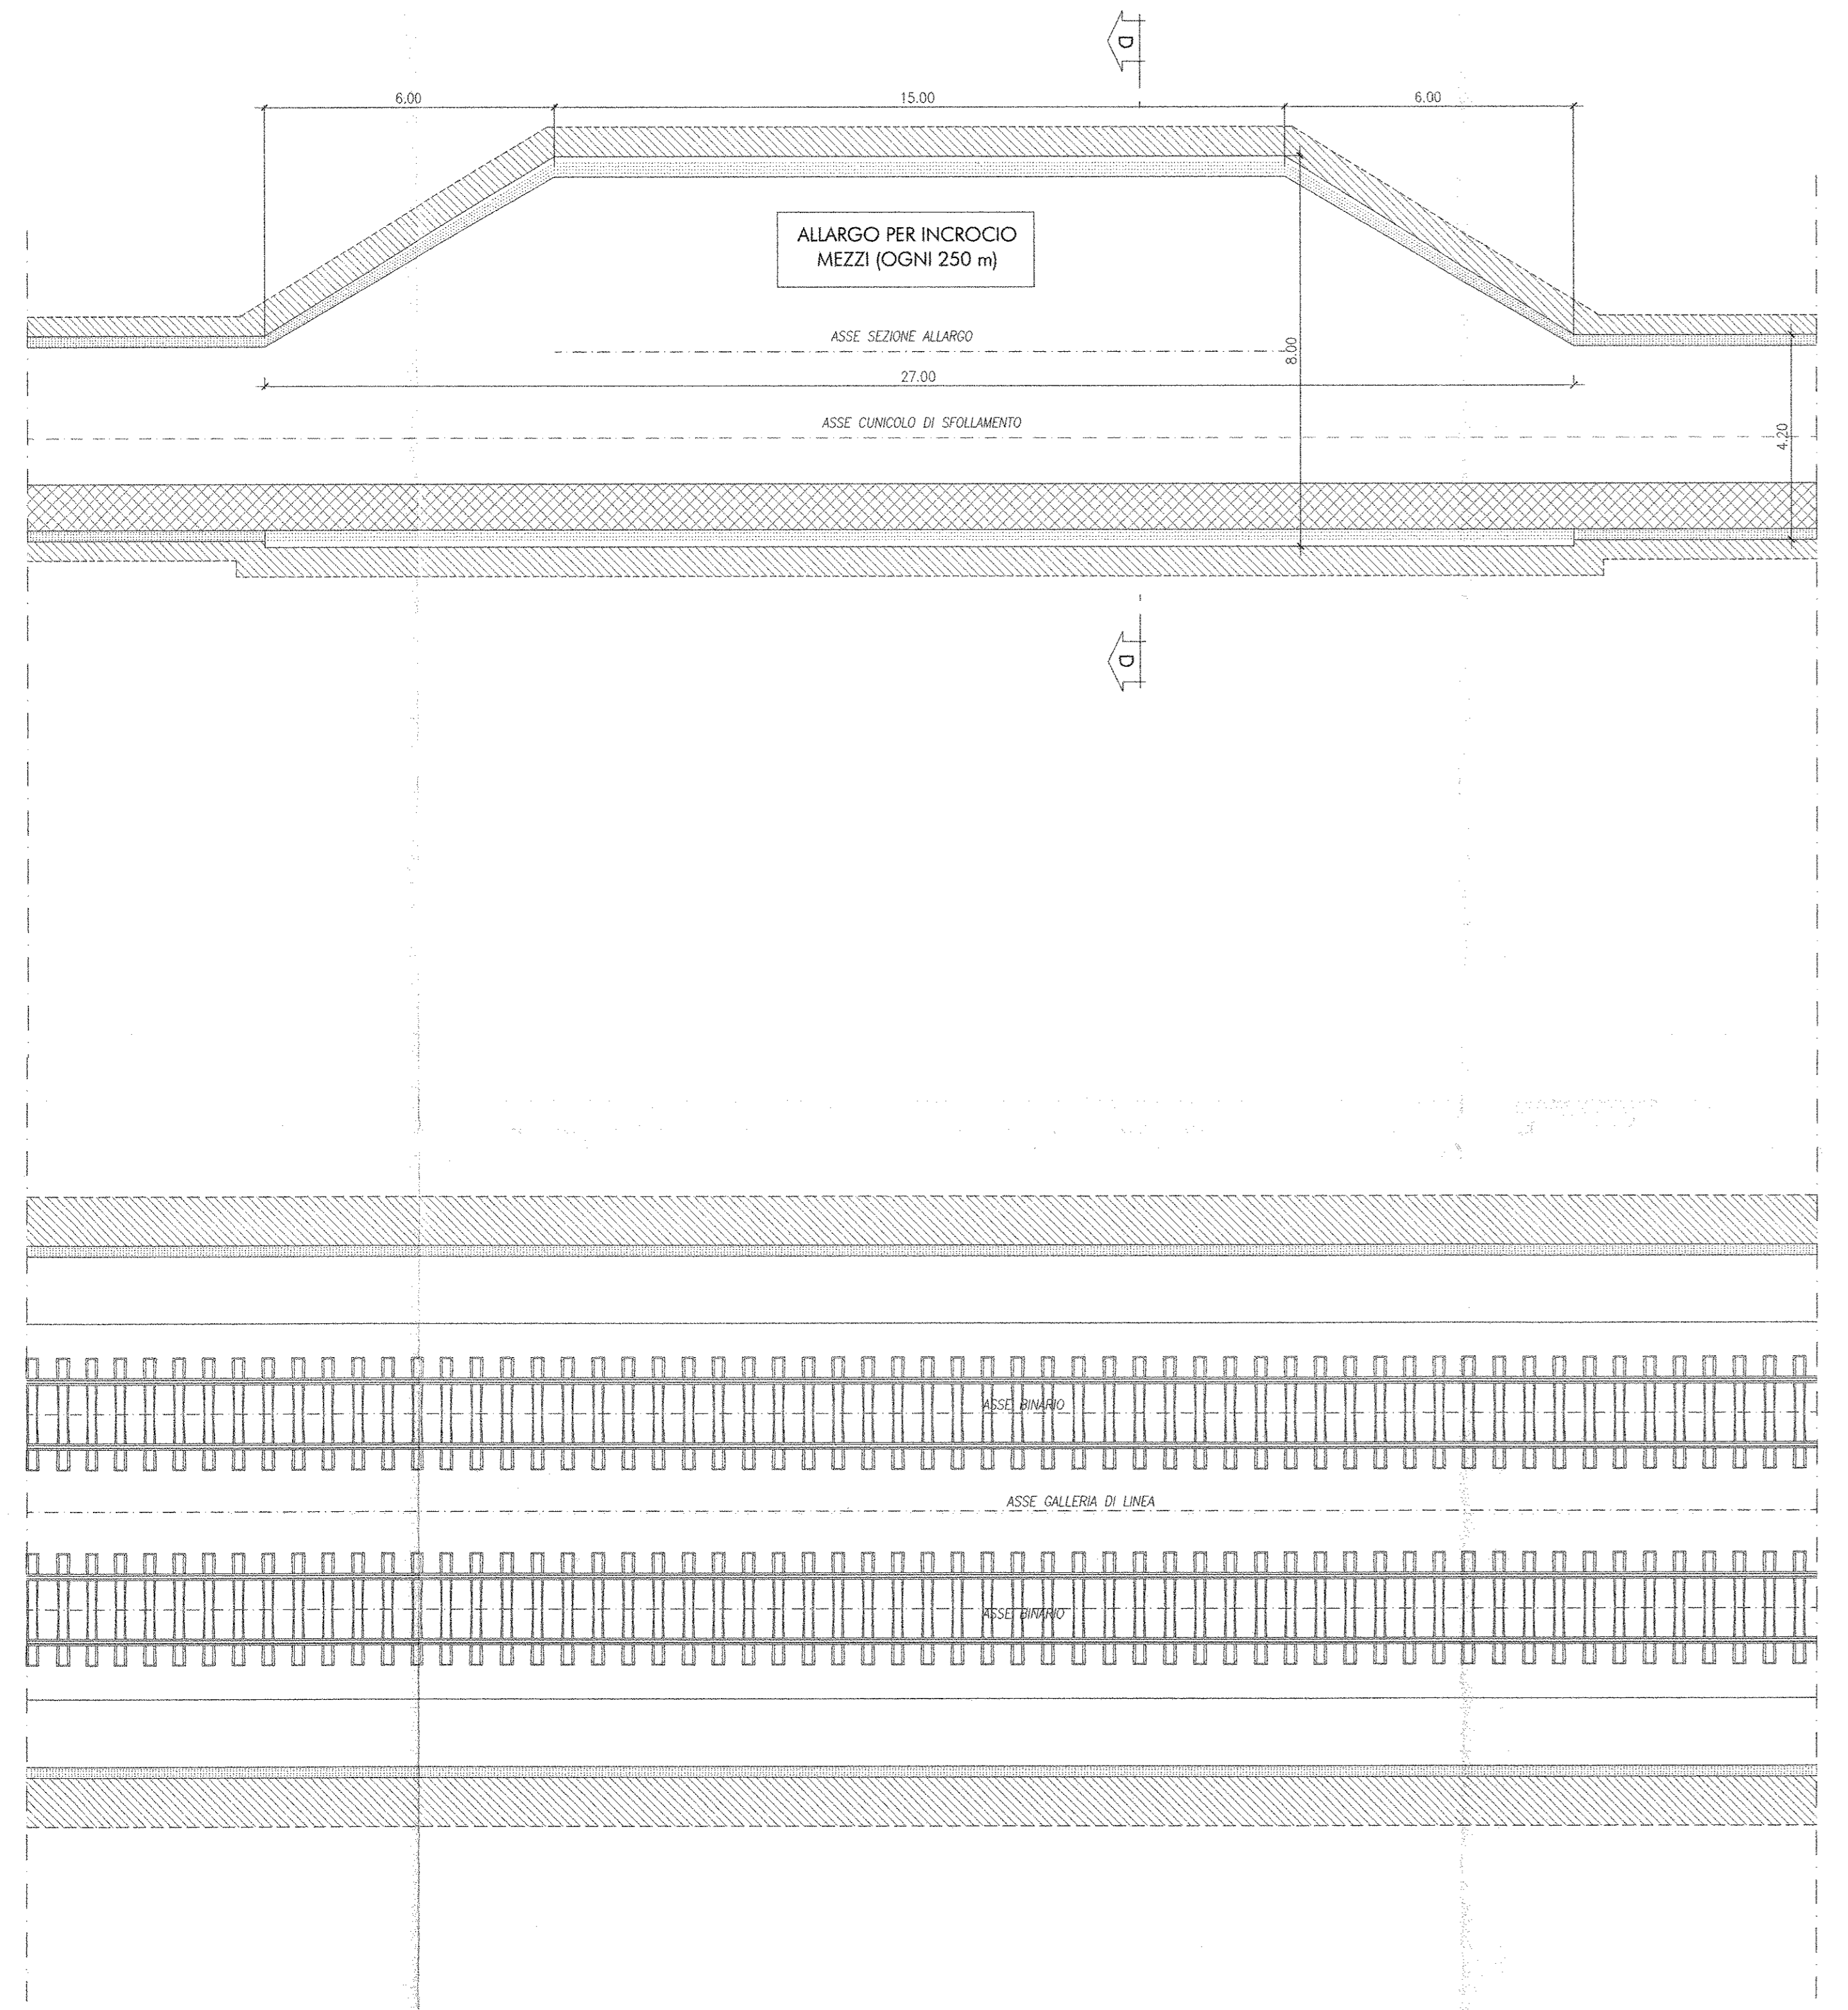 D
6.00
15.00
6.00
ALLARGO PER INCROCIO
MEZZI (OGNI 250 m)
ASSE SEZIONE ALLARGO
8.00
27.00
ASSE CUNICOLO DI SFOLLAMENTO
4.20
D
ASSE BINARIO
ASSE GALLERIA DI LINEA
ASSE BINARIO